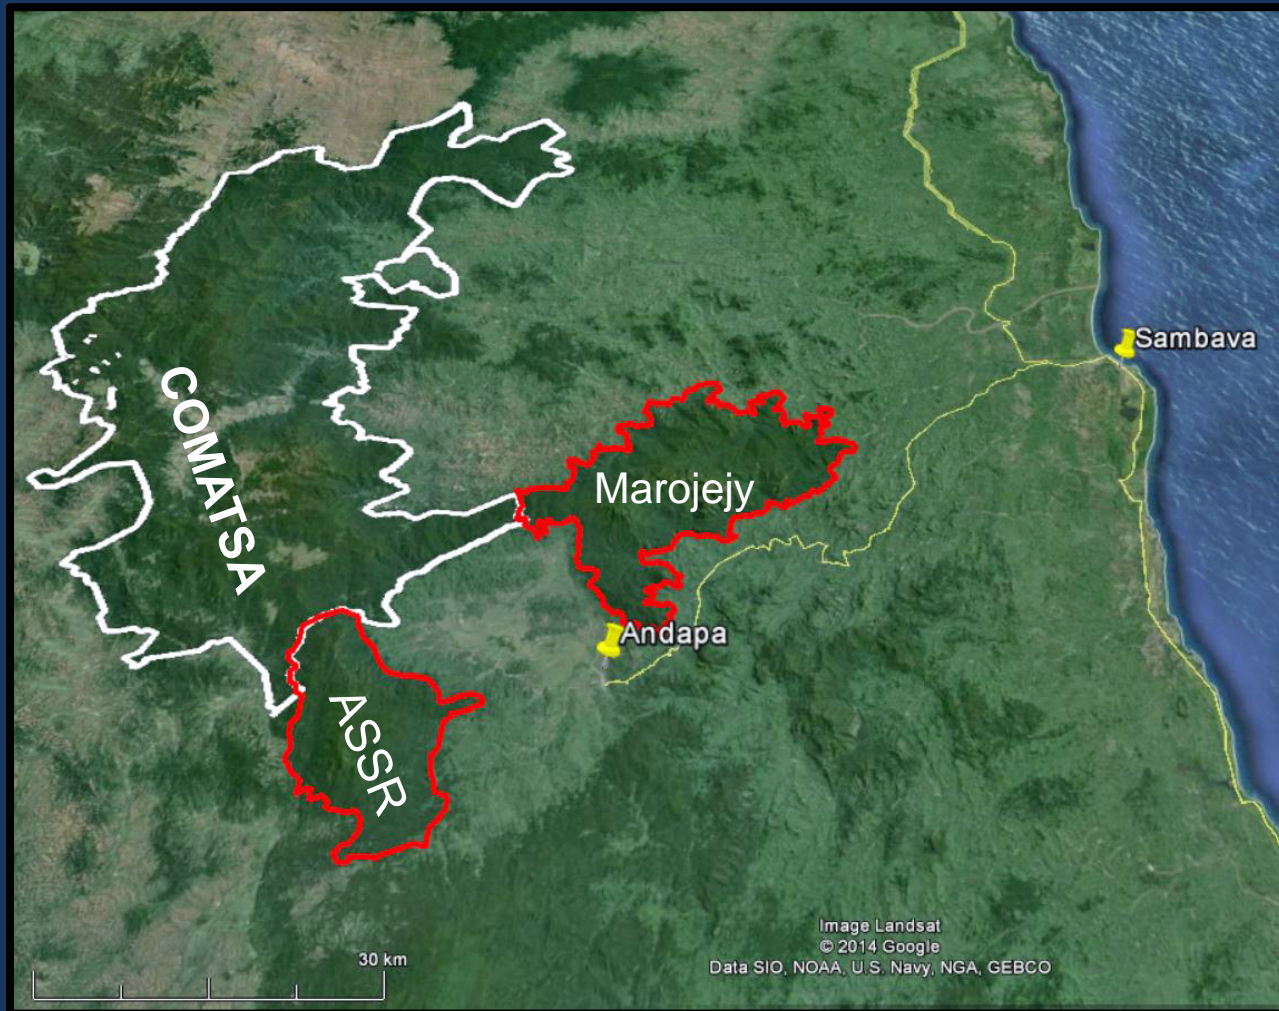 Sambava
COMATSA
Marojejy
Andapa
ASSR
Image Landsat
© 2014 Google
Data SIO, NOAA, U.S. Navy, NGA, GEBCO
30 km